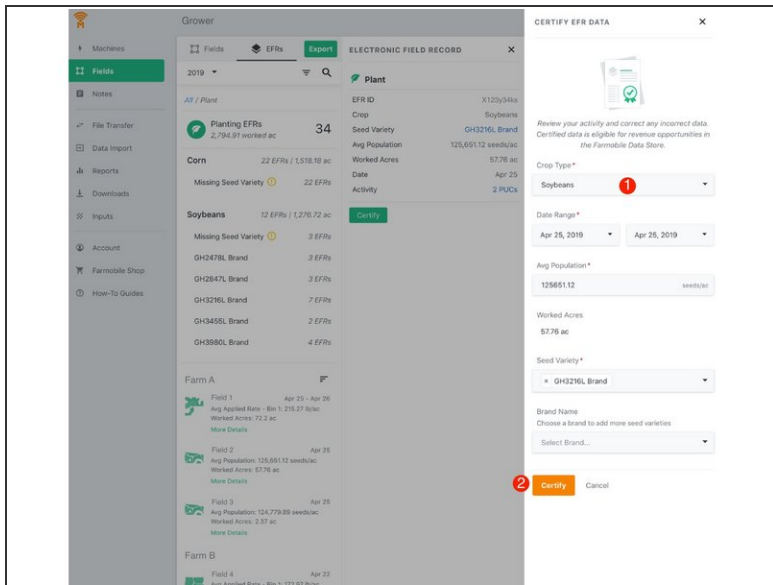 Grower
Machines
Fields
Notes
File Transfer
Data Import
Reports
Downloads
Inputs
Account
Farmobile Shop
How-To Guides
Fields
EFRs
Export
2019
All / Plant
Planting EFRs
2,794.91 worked ac
34
Corn 22 EFRs / 1,518.18 ac
Missing Seed Variety 22 EFRs
Soybeans 12 EFRs / 1,276.72 ac
Missing Seed Variety 3 EFRs
GH2478L Brand 3 EFRs
GH2847L Brand 3 EFRs
GH3216L Brand 7 EFRs
GH3455L Brand 2 EFRs
GH3980L Brand 4 EFRs
Farm A
Field 1 Apr 25 - Apr 26
Avg Applied Rate - Bin 1: 215.27 lb/ac
Worked Acres: 72.2 ac
More Details
Field 2 Apr 25
Avg Population: 125,651.12 seeds/ac
Worked Acres: 57.76 ac
More Details
Field 3 Apr 25
Avg Population: 124,779.89 seeds/ac
Worked Acres: 2.37 ac
More Details
Farm B
Field 4 Apr 23
ELECTRONIC FIELD RECORD
Plant
EFR ID X123y34ks
Crop Soybeans
Seed Variety GH3216L Brand
Avg Population 125,651.12 seeds/ac
Worked Acres 57.76 ac
Date Apr 25
Activity 2 PUCs
Certify
CERTIFY EFR DATA
Review your activity and correct any incorrect data.
Certified data is eligible for revenue opportunities in
the Farmobile Data Store.
Crop Type*
Soybeans
1
Date Range*
Apr 25, 2019
Apr 25, 2019
Avg Population*
125651.12 seeds/ac
Worked Acres
57.76 ac
Seed Variety*
× GH3216L Brand
Brand Name
Choose a brand to add more seed varieties
Select Brand...
2
Certify
Cancel